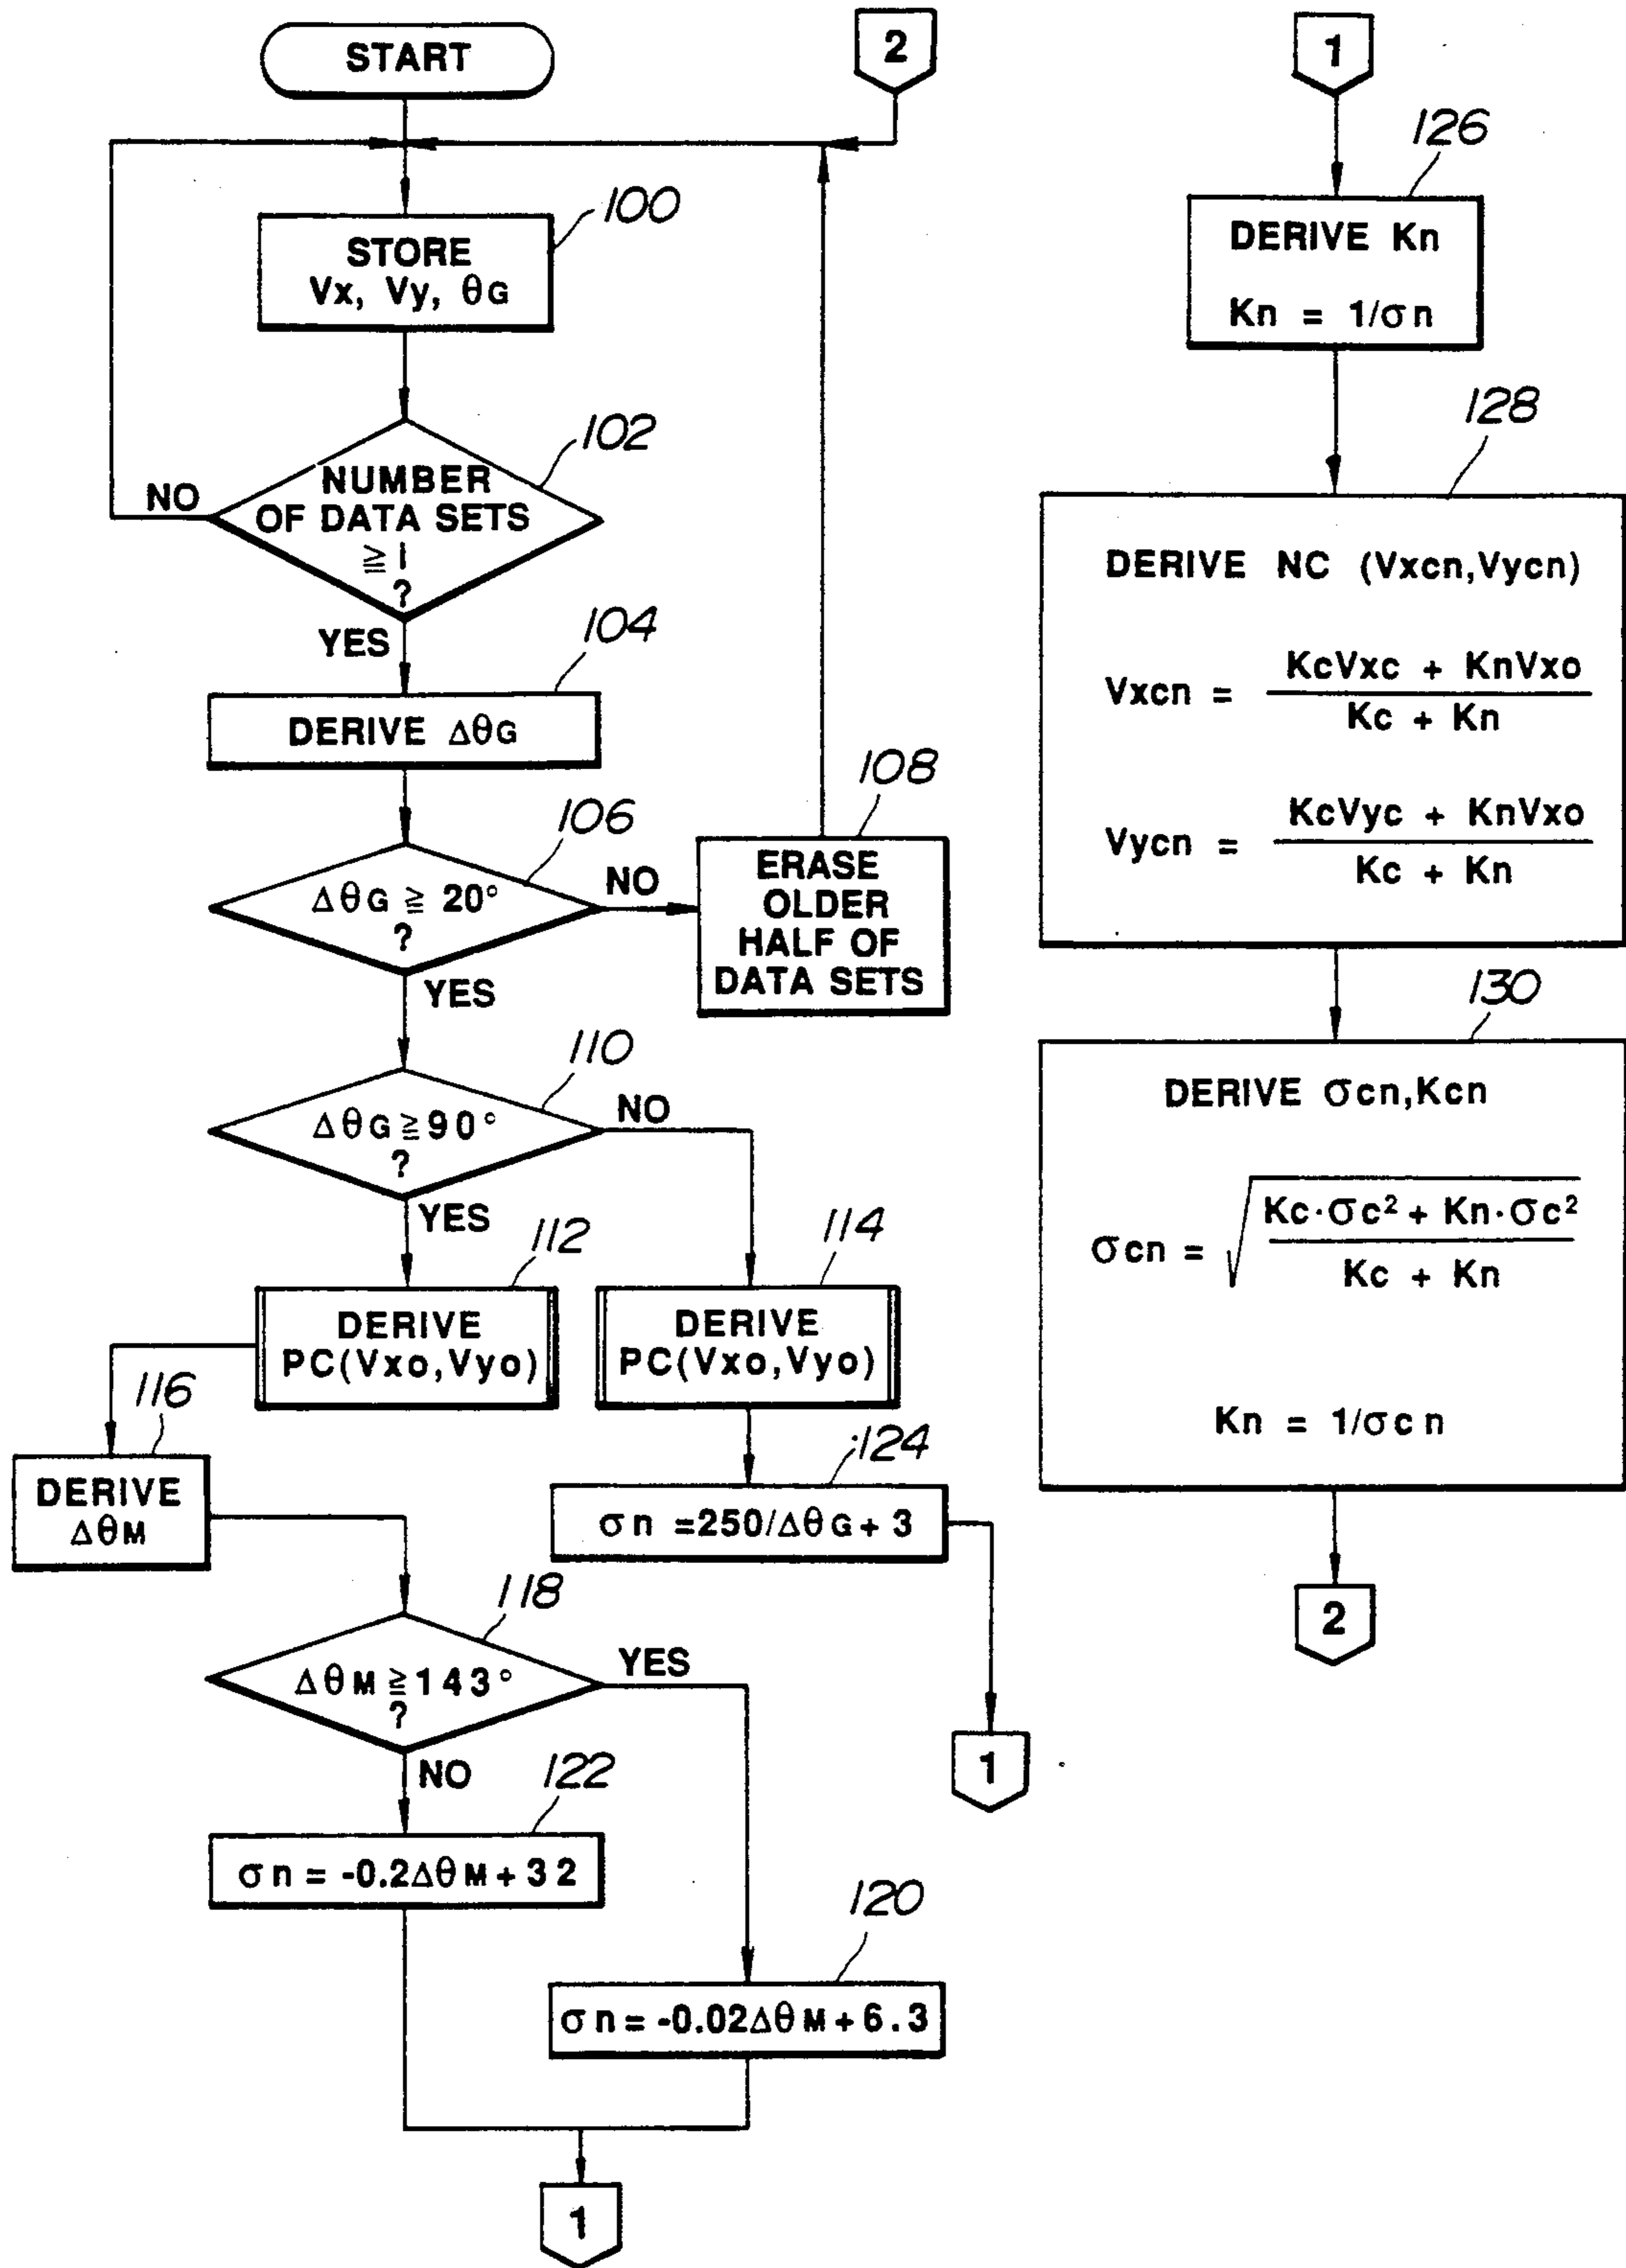 START
2
100
STORE
Vx, Vy, θG
102
NUMBER
OF DATA SETS
≧ i
?
NO
YES
104
DERIVE ΔθG
106
ΔθG ≧ 20°
?
NO
YES
108
ERASE
OLDER
HALF OF
DATA SETS
110
ΔθG ≧ 90°
?
NO
YES
112
DERIVE
PC(Vxo,Vyo)
114
DERIVE
PC(Vxo,Vyo)
116
DERIVE
ΔθM
124
σn =250/ΔθG + 3
118
ΔθM ≧ 143°
?
YES
NO
1
122
σn = -0.2ΔθM + 32
120
σn = -0.02ΔθM + 6.3
1
1
126
DERIVE Kn
Kn = 1/σn
128
DERIVE NC (Vxcn,Vycn)
Vxcn = KcVxc + KnVxo / Kc + Kn
Vycn = KcVyc + KnVxo / Kc + Kn
130
DERIVE σcn,Kcn
σcn = √ Kc·σc² + Kn·σc² / Kc + Kn
Kn = 1/σcn
2